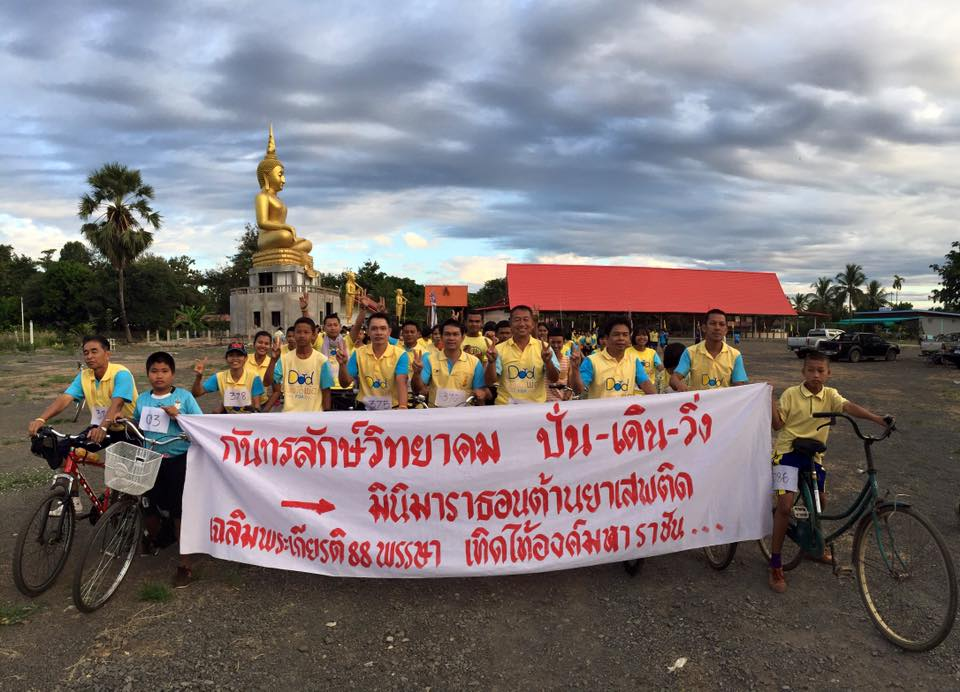 กันทรลักษ์วิทยาคม ปั่น-เดิน-วิ่ง
มินิมาราธอนต้านยาเสพติด
เฉลิมพระเกียรติ 88 พรรษา เทิดไท้องค์มหาราชัน...
03
378
386